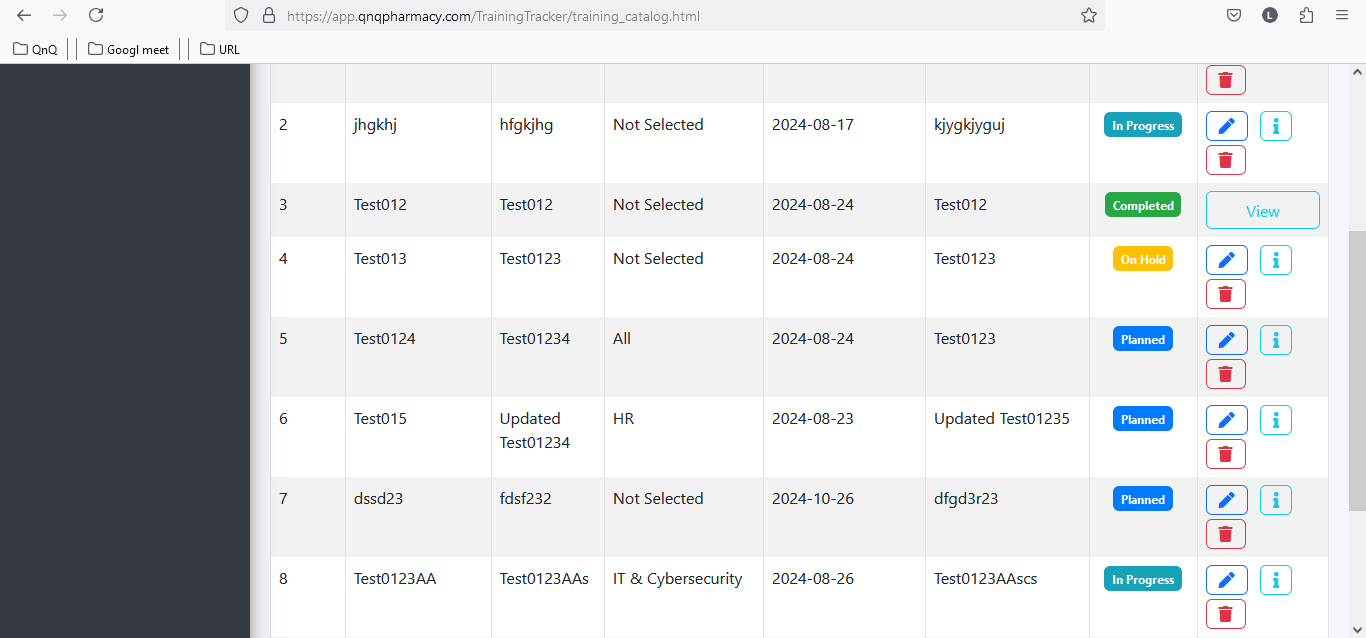 https://app.qnqpharmacy.com/TrainingTracker/training_catalog.html
L
QnQ
Googl meet
URL
2 jhgkhj hfgkjhg Not Selected 2024-08-17 kjygkjyguj In Progress
3 Test012 Test012 Not Selected 2024-08-24 Test012 Completed View
4 Test013 Test0123 Not Selected 2024-08-24 Test0123 On Hold
5 Test0124 Test01234 All 2024-08-24 Test0123 Planned
6 Test015 Updated HR 2024-08-23 Updated Test01235 Planned
Test01234
7 dssd23 fdsf232 Not Selected 2024-10-26 dfgd3r23 Planned
8 Test0123AA Test0123AAs IT & Cybersecurity 2024-08-26 Test0123AAscs In Progress